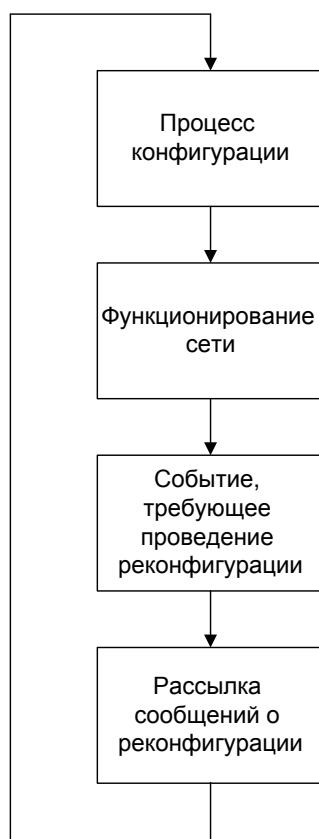 Процесс
конфигурации
Функционирование
сети
Событие,
требующее
проведение
реконфигурации
Рассылка
сообщений о
реконфигурации